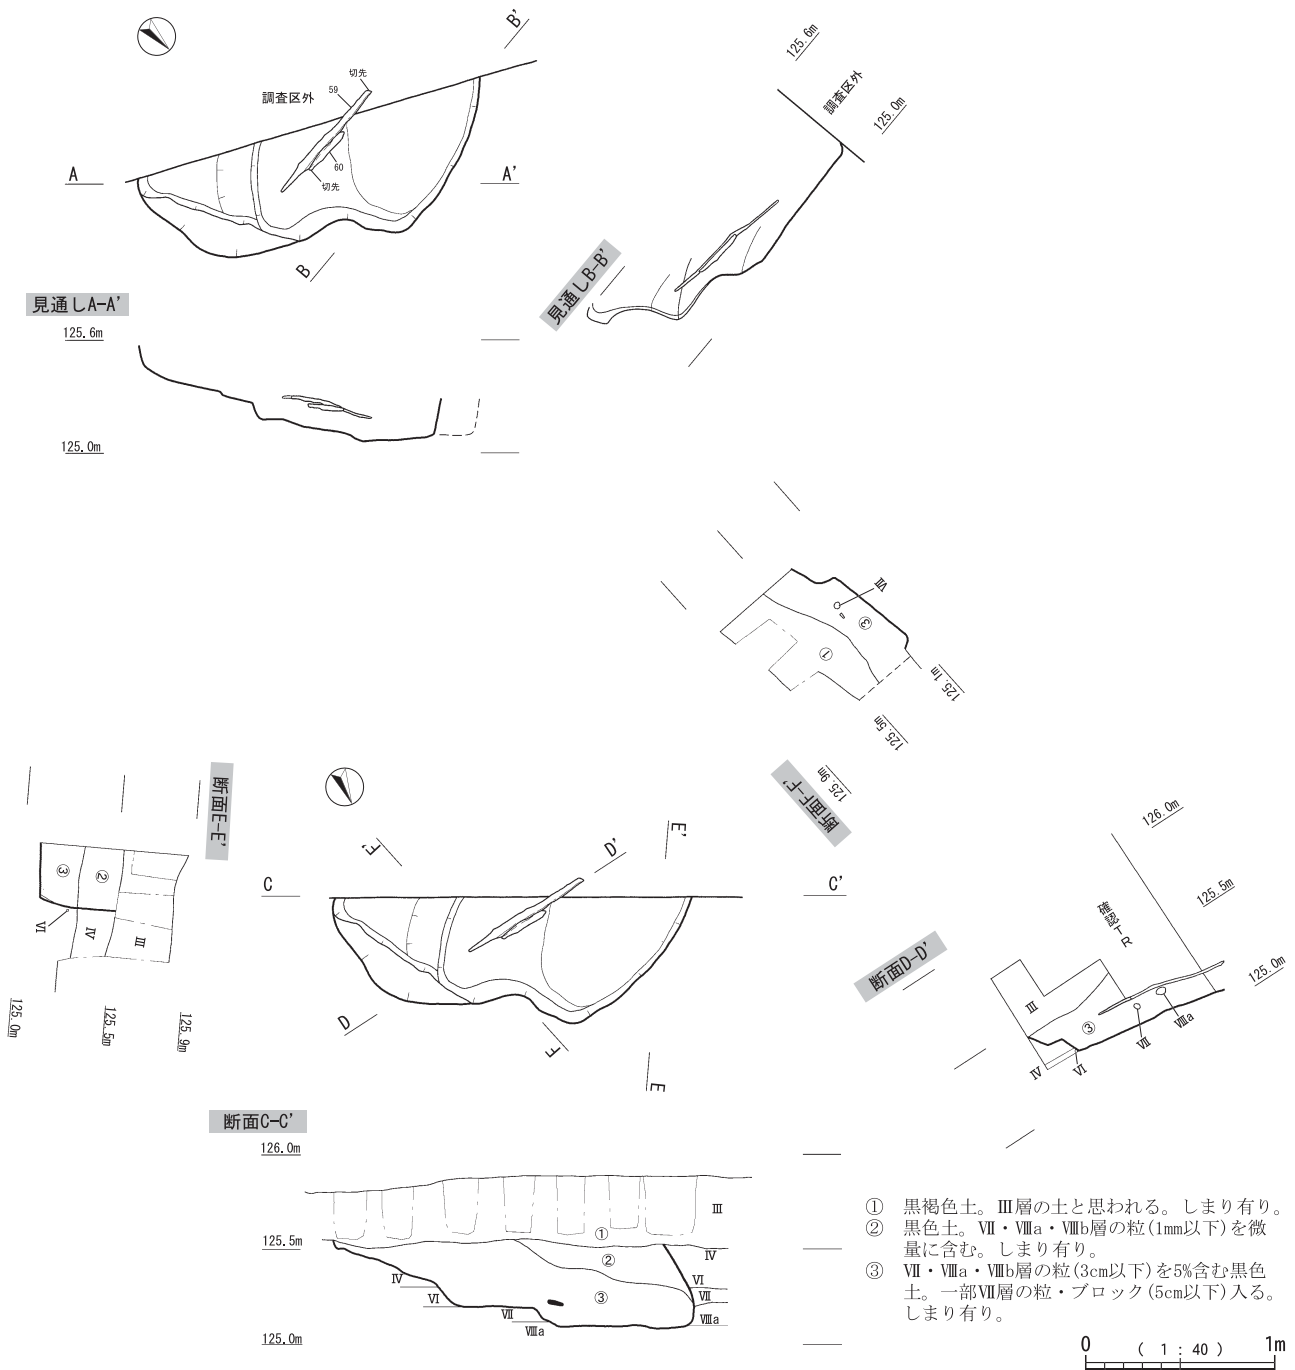 B'
125.6m
調査区外
125.0m
切先
59
調査区外
60
切先
A
A'
B
見通しA-A'
125.6m
125.0m
見通しB-B'
Ⅶ
③
①
125.1m
125.5m
125.9m
断面F-F'
断面E-E'
③
②
Ⅵ
Ⅳ
Ⅲ
125.0m
125.5m
125.9m
F'
E'
D'
C
C'
D
F
E
126.0m
125.5m
125.0m
確認TR
断面D-D'
Ⅲ
③
Ⅷa
Ⅶ
Ⅳ
Ⅵ
断面C-C'
126.0m
Ⅲ
①
125.5m
②
Ⅳ
Ⅳ
Ⅵ
Ⅵ
③
Ⅶ
Ⅶ
Ⅷa
Ⅷa
125.0m
① 黒褐色土。Ⅲ層の土と思われる。しまり有り。
② 黒色土。Ⅶ・Ⅷa・Ⅷb層の粒(1mm以下)を微
量に含む。しまり有り。
③ Ⅶ・Ⅷa・Ⅷb層の粒(3cm以下)を5%含む黒色
土。一部Ⅶ層の粒・ブロック(5cm以下)入る。
しまり有り。
0 ( 1 : 40 ) 1m